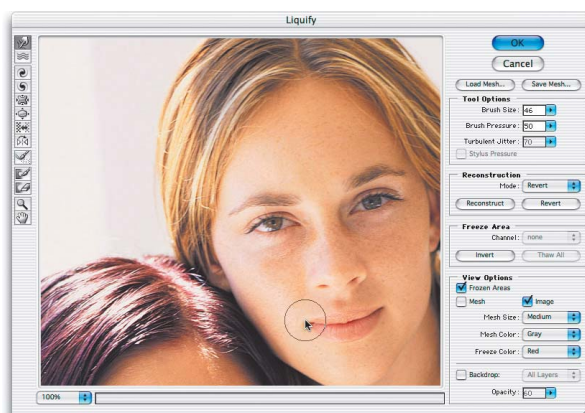 Liquify
OK
Cancel
Load Mesh... Save Mesh...
Tool Options
Brush Size: 46
Brush Pressure: 50
Turbulent Jitter: 70
Stylus Pressure
Reconstruction
Mode: Revert
Reconstruct Revert
Freeze Area
Channel: none
Invert Thaw All
View Options
Frozen Areas
Mesh Image
Mesh Size: Medium
Mesh Color: Gray
Freeze Color: Red
Backdrop: All Layers
Opacity: 60
100%